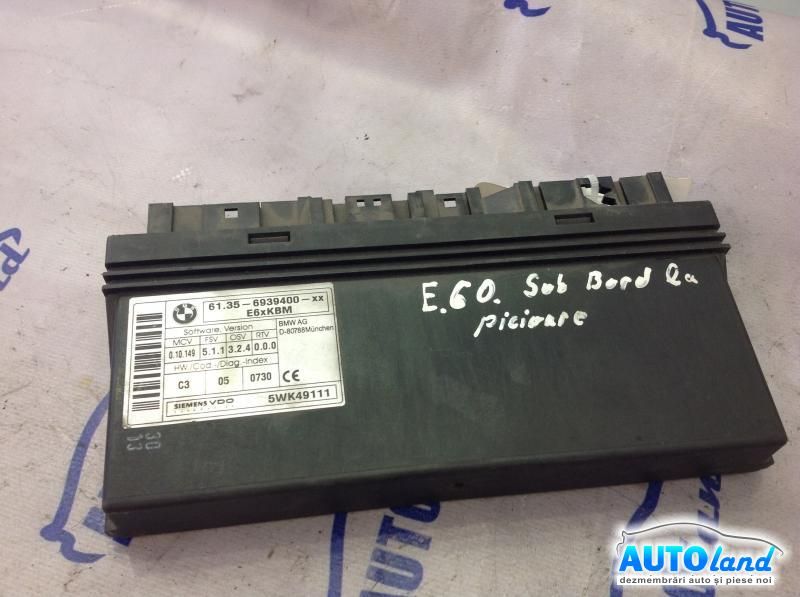 61.35-6939400-xx
E6xKBM
Software, Version
BMW AG
D-80788München
MCV FSV OSV RTV
0.10.149 5.1.1 3.2.4 0.0.0
HW-/Cod.-/Diag.-Index
C3 05 0730 CE
SIEMENS VDO 5WK49111
30
13
E.60. Sub Bord la
picioare
AUTOland
dezmembrări auto și piese noi